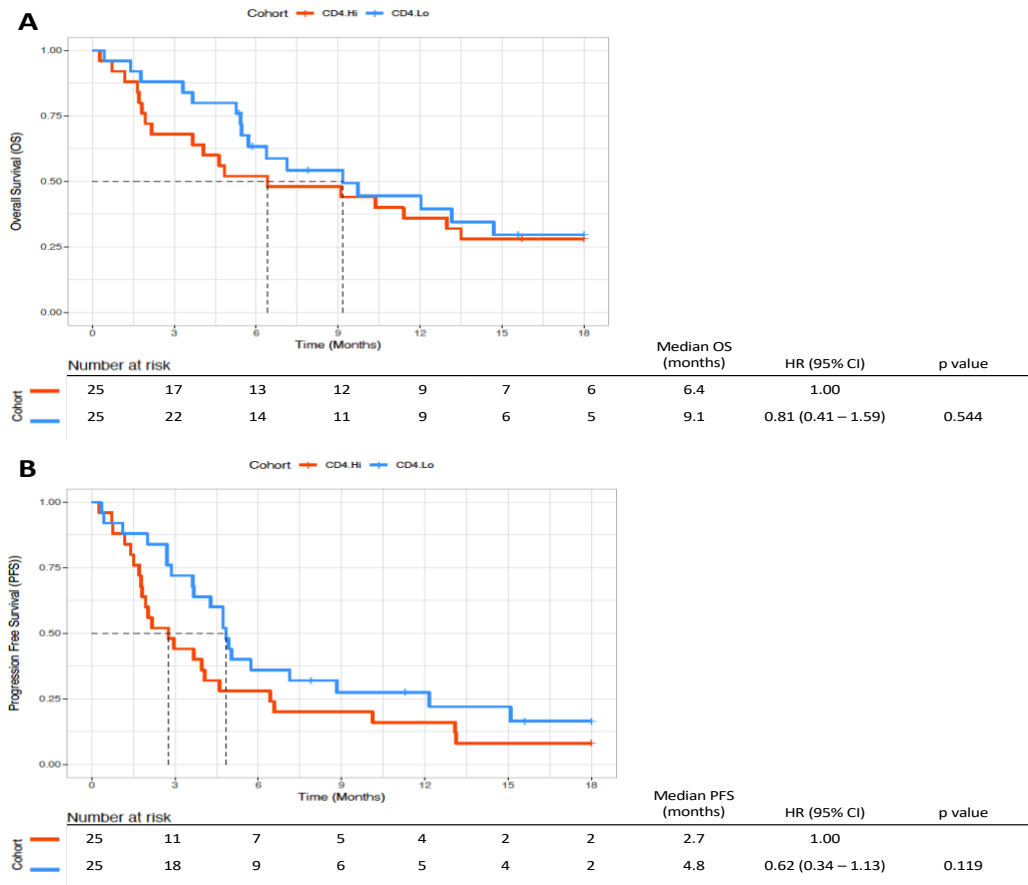 A
Cohort CD4.Hi CD4.Lo
Overall Survival (OS)
1.00
0.75
0.50
0.25
0.00
0 3 6 9 12 15 18
Time (Months)
Number at risk Median OS (months) HR (95% CI) p value
Cohort
25 17 13 12 9 7 6 6.4 1.00
25 22 14 11 9 6 5 9.1 0.81 (0.41 – 1.59) 0.544
B
Cohort CD4.Hi CD4.Lo
Progression Free Survival (PFS))
1.00
0.75
0.50
0.25
0.00
0 3 6 9 12 15 18
Time (Months)
Number at risk Median PFS (months) HR (95% CI) p value
Cohort
25 11 7 5 4 2 2 2.7 1.00
25 18 9 6 5 4 2 4.8 0.62 (0.34 – 1.13) 0.119